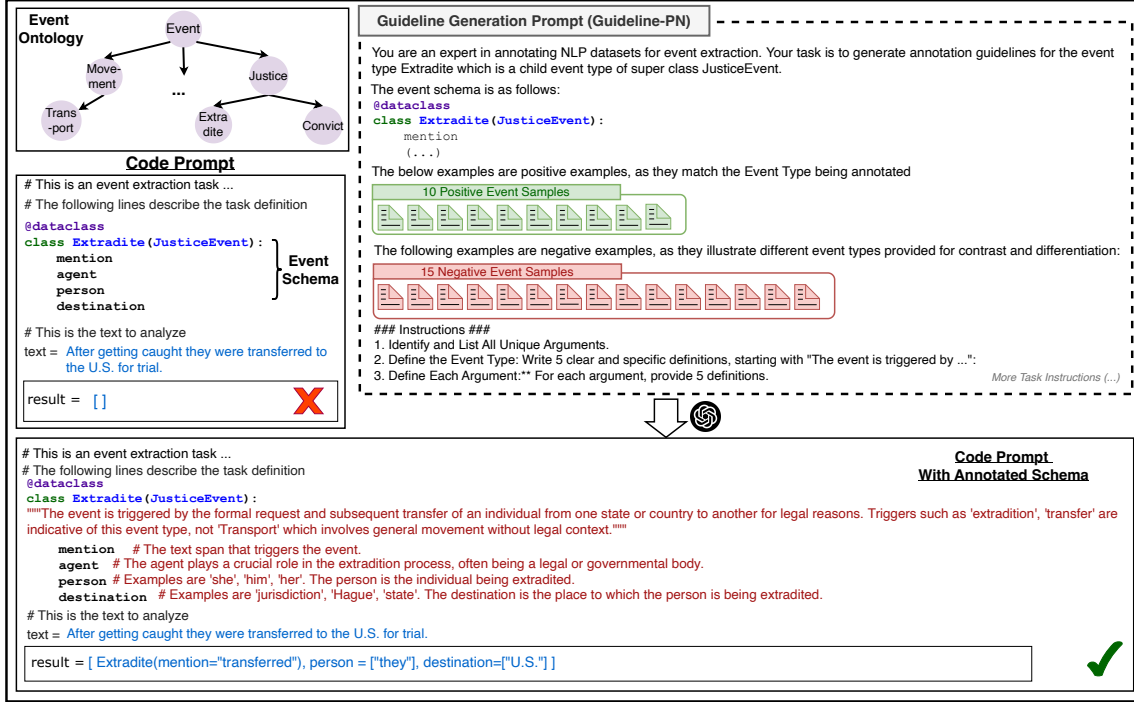 Event
Ontology
Event
Move-
ment
...
Justice
Trans
-port
Extra
dite
Convict
Code Prompt
# This is an event extraction task ...
# The following lines describe the task definition
@dataclass
class Extradite(JusticeEvent):
mention
agent
person
destination
Event
Schema
# This is the text to analyze
text = After getting caught they were transferred to
the U.S. for trial.
result = [ ]
X
Guideline Generation Prompt (Guideline-PN)
You are an expert in annotating NLP datasets for event extraction. Your task is to generate annotation guidelines for the event
type Extradite which is a child event type of super class JusticeEvent.
The event schema is as follows:
@dataclass
class Extradite(JusticeEvent):
mention
(...)
The below examples are positive examples, as they match the Event Type being annotated
10 Positive Event Samples
The following examples are negative examples, as they illustrate different event types provided for contrast and differentiation:
15 Negative Event Samples
### Instructions ###
1. Identify and List All Unique Arguments.
2. Define the Event Type: Write 5 clear and specific definitions, starting with "The event is triggered by ...":
3. Define Each Argument:** For each argument, provide 5 definitions.
More Task Instructions (...)
Code Prompt
With Annotated Schema
# This is an event extraction task ...
# The following lines describe the task definition
@dataclass
class Extradite(JusticeEvent):
"""The event is triggered by the formal request and subsequent transfer of an individual from one state or country to another for legal reasons. Triggers such as 'extradition', 'transfer' are
indicative of this event type, not 'Transport' which involves general movement without legal context."""
mention # The text span that triggers the event.
agent # The agent plays a crucial role in the extradition process, often being a legal or governmental body.
person # Examples are 'she', 'him', 'her'. The person is the individual being extradited.
destination # Examples are 'jurisdiction', 'Hague', 'state'. The destination is the place to which the person is being extradited.
# This is the text to analyze
text = After getting caught they were transferred to the U.S. for trial.
result = [ Extradite(mention="transferred"), person = ["they"], destination=["U.S."] ]